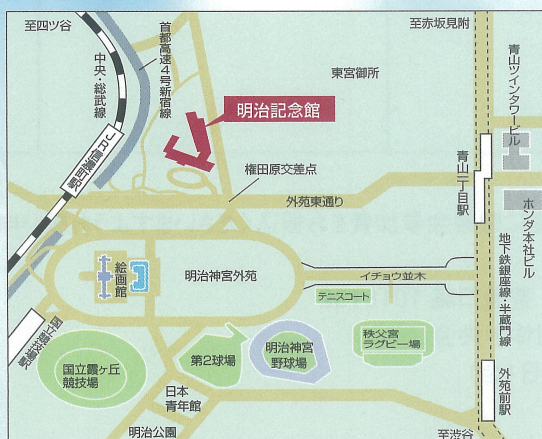 至四ツ谷
至赤坂見附
首都高速4号新宿線
中央・総武線
東宮御所
青山ツインタワービル
明治記念館
JR信濃町駅
権田原交差点
青山一丁目駅
外苑東通り
ホンダ本社ビル
絵画館
明治神宮外苑
イチョウ並木
地下鉄銀座線・半蔵門線
テニスコート
国立競技場駅
秩父宮
ラグビー場
第2球場
明治神宮
野球場
国立霞ヶ丘
競技場
外苑前駅
日本
青年館
明治公園
至渋谷